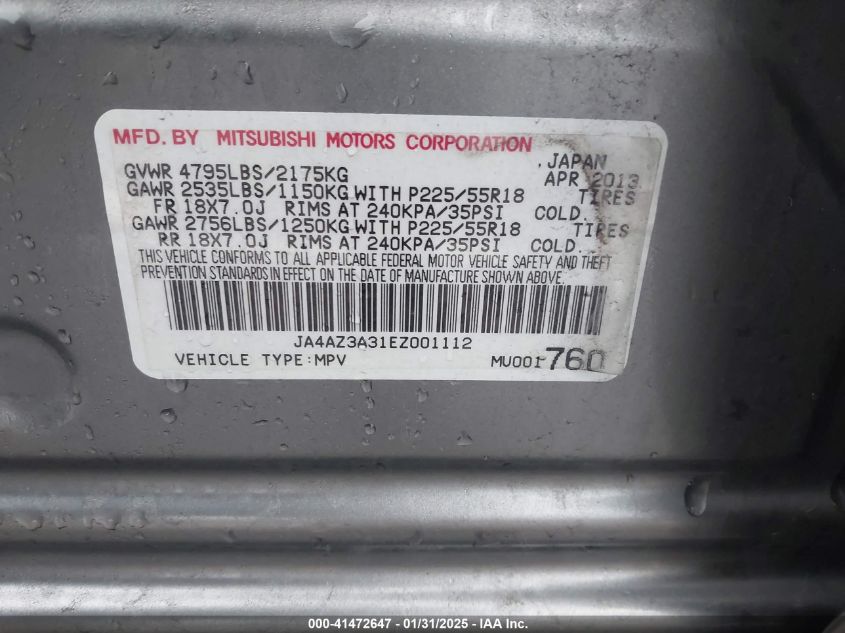 MFD. BY MITSUBISHI MOTORS CORPORATION
, JAPAN
GVWR 4795LBS/2175KG APR 2013
GAWR 2535LBS/1150KG WITH P225/55R18 TIRES
FR 18X7.0J RIMS AT 240KPA/35PSI COLD.
GAWR 2756LBS/1250KG WITH P225/55R18 TIRES
RR 18X7.0J RIMS AT 240KPA/35PSI COLD.
THIS VEHICLE CONFORMS TO ALL APPLICABLE FEDERAL MOTOR VEHICLE SAFETY AND THEFT
PREVENTION STANDARDS IN EFFECT ON THE DATE OF MANUFACTURE SHOWN ABOVE.
JA4AZ3A31EZ001112
VEHICLE TYPE:MPV MU001-760
000-41472647 - 01/31/2025 - IAA Inc.